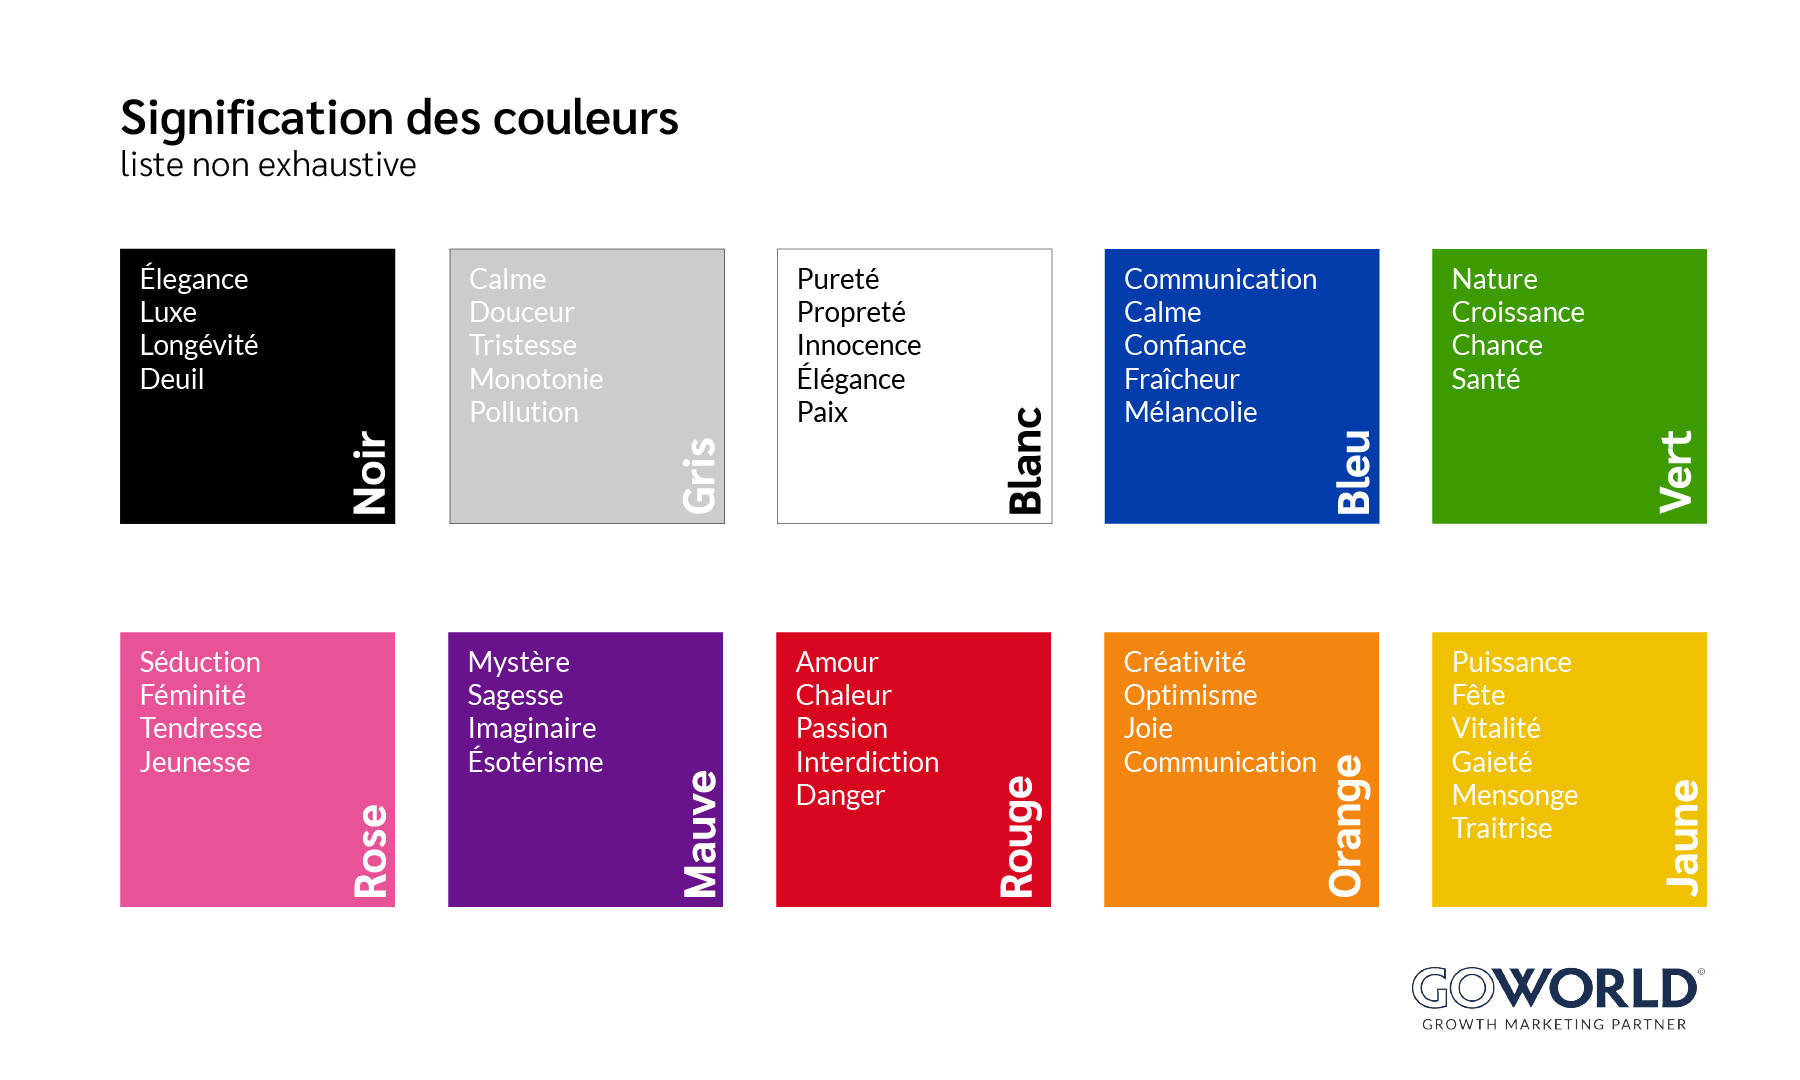 Signification des couleurs
liste non exhaustive
Élegance
Luxe
Longévité
Deuil
Noir
Calme
Douceur
Tristesse
Monotonie
Pollution
Gris
Pureté
Propreté
Innocence
Élégance
Paix
Blanc
Communication
Calme
Confiance
Fraîcheur
Mélancolie
Bleu
Nature
Croissance
Chance
Santé
Vert
Séduction
Féminité
Tendresse
Jeunesse
Rose
Mystère
Sagesse
Imaginaire
Ésotérisme
Mauve
Amour
Chaleur
Passion
Interdiction
Danger
Rouge
Créativité
Optimisme
Joie
Communication
Orange
Puissance
Fête
Vitalité
Gaieté
Mensonge
Traitrise
Jaune
GOWORLD©
GROWTH MARKETING PARTNER